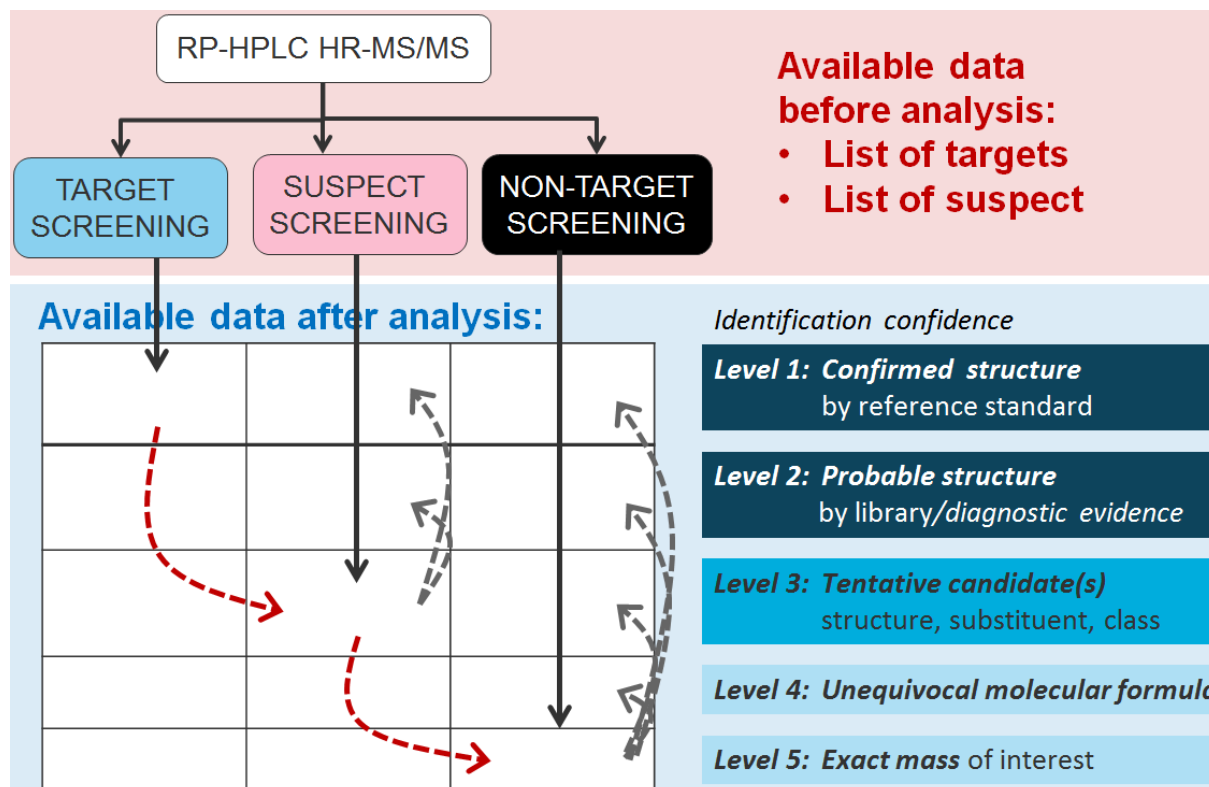 RP-HPLC HR-MS/MS
Available data
before analysis:
• List of targets
• List of suspect
TARGET
SCREENING
SUSPECT
SCREENING
NON-TARGET
SCREENING
Available data after analysis:
Identification confidence
Level 1: Confirmed structure
by reference standard
Level 2: Probable structure
by library/diagnostic evidence
Level 3: Tentative candidate(s)
structure, substituent, class
Level 4: Unequivocal molecular formula
Level 5: Exact mass of interest